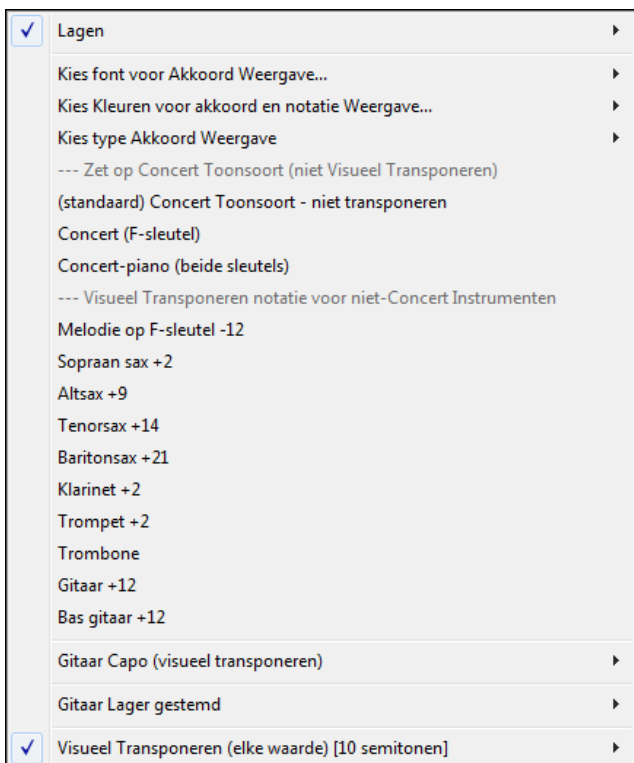 Lagen
Kies font voor Akkoord Weergave...
Kies Kleuren voor akkoord en notatie Weergave...
Kies type Akkoord Weergave
--- Zet op Concert Toonsoort (niet Visueel Transponeren)
(standaard) Concert Toonsoort - niet transponeren
Concert (F-sleutel)
Concert-piano (beide sleutels)
--- Visueel Transponeren notatie voor niet-Concert Instrumenten
Melodie op F-sleutel -12
Sopraan sax +2
Altsax +9
Tenorsax +14
Baritonsax +21
Klarinet +2
Trompet +2
Trombone
Gitaar +12
Bas gitaar +12
Gitaar Capo (visueel transponeren)
Gitaar Lager gestemd
Visueel Transponeren (elke waarde) [10 semitonen]